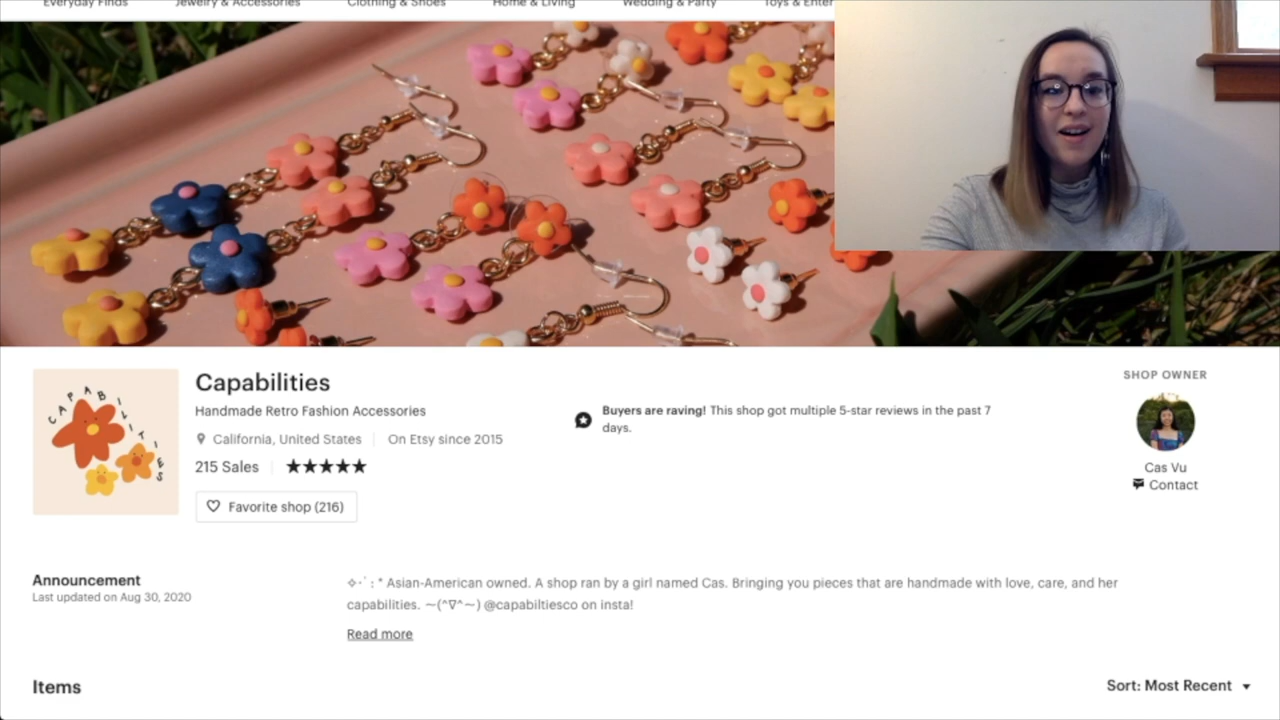 Everyday Finds Jewelry & Accessories Clothing & Shoes Home & Living Wedding & Party Toys & Enter
CAPABILITIES
Capabilities
Handmade Retro Fashion Accessories
California, United States On Etsy since 2015
215 Sales ★★★★★
Favorite shop (216)
Buyers are raving! This shop got multiple 5-star reviews in the past 7
days.
SHOP OWNER
Cas Vu
Contact
Announcement
Last updated on Aug 30, 2020
✧･ﾟ: * Asian-American owned. A shop ran by a girl named Cas. Bringing you pieces that are handmade with love, care, and her
capabilities. ～(^∇^～) @capabiltiesco on insta!
Read more
Items
Sort: Most Recent